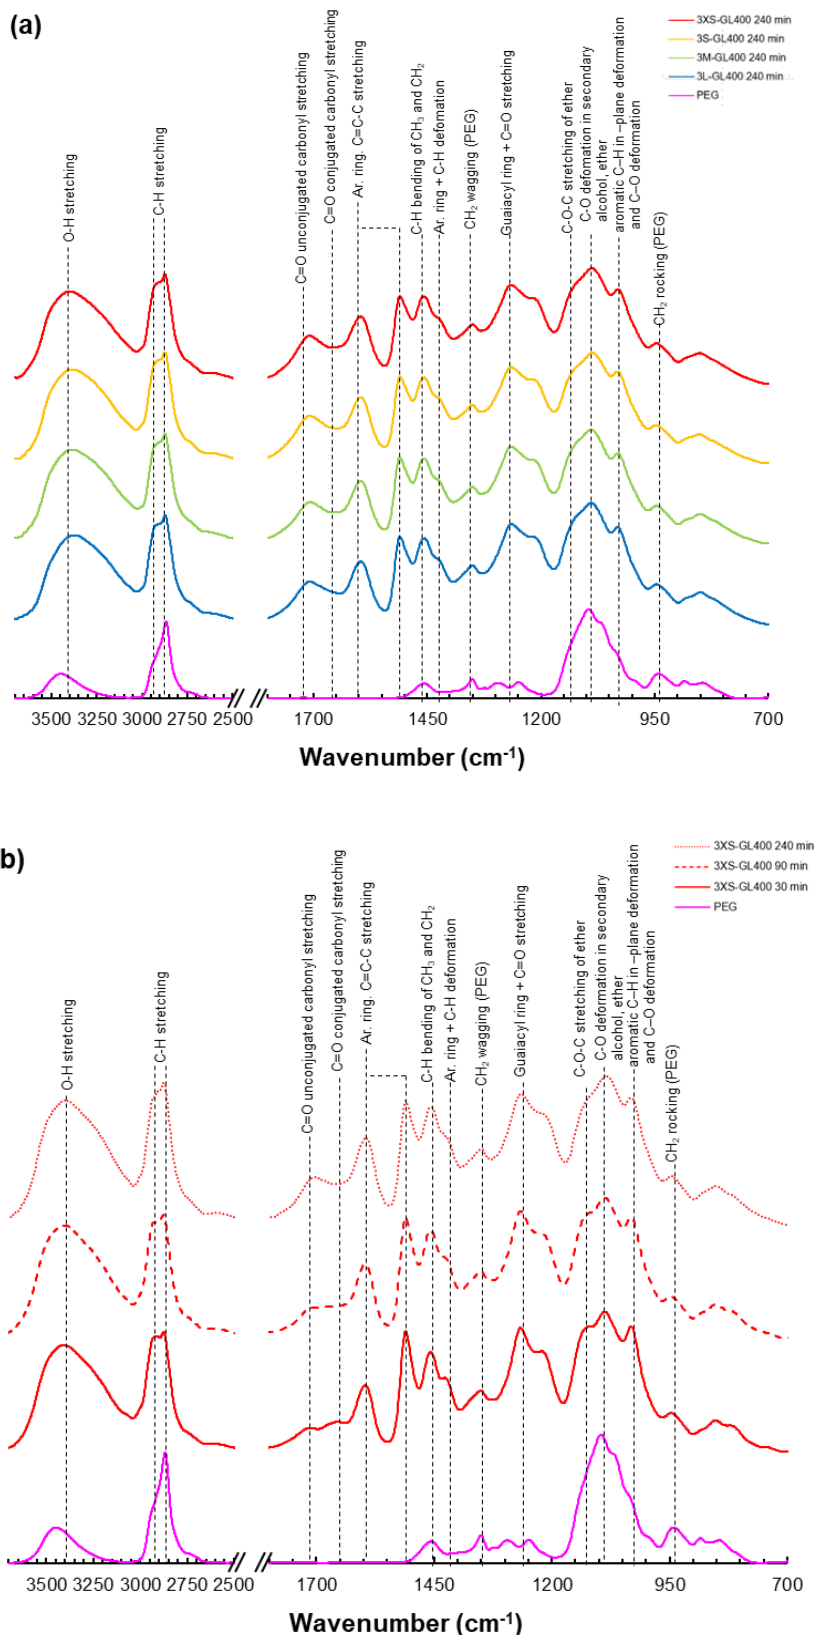 (a)
3XS-GL400 240 min
3S-GL400 240 min
3M-GL400 240 min
3L-GL400 240 min
PEG
O-H stretching
C-H stretching
C=O unconjugated carbonyl stretching
C=O conjugated carbonyl stretching
Ar. ring. C=C-C stretching
C-H bending of CH3 and CH2
Ar. ring + C-H defomation
CH2 wagging (PEG)
Guaiacyl ring + C=O stretching
C-O-C stretching of ether
C-O deformation in secondary
alcohol, ether
aromatic C–H in –plane deformation
and C–O deformation
CH2 rocking (PEG)
3500 3250 3000 2750 2500 1700 1450 1200 950 700
Wavenumber (cm-1)
b)
3XS-GL400 240 min
3XS-GL400 90 min
3XS-GL400 30 min
PEG
O-H stretching
C-H stretching
C=O unconjugated carbonyl stretching
C=O conjugated carbonyl stretching
Ar. ring. C=C-C stretching
C-H bending of CH3 and CH2
Ar. ring + C-H deformation
CH2 wagging (PEG)
Guaiacyl ring + C=O stretching
C-O-C stretching of ether
C-O deformation in secondary
alcohol, ether
aromatic C–H in –plane deformation
and C–O deformation
CH2 rocking (PEG)
3500 3250 3000 2750 2500 1700 1450 1200 950 700
Wavenumber (cm-1)